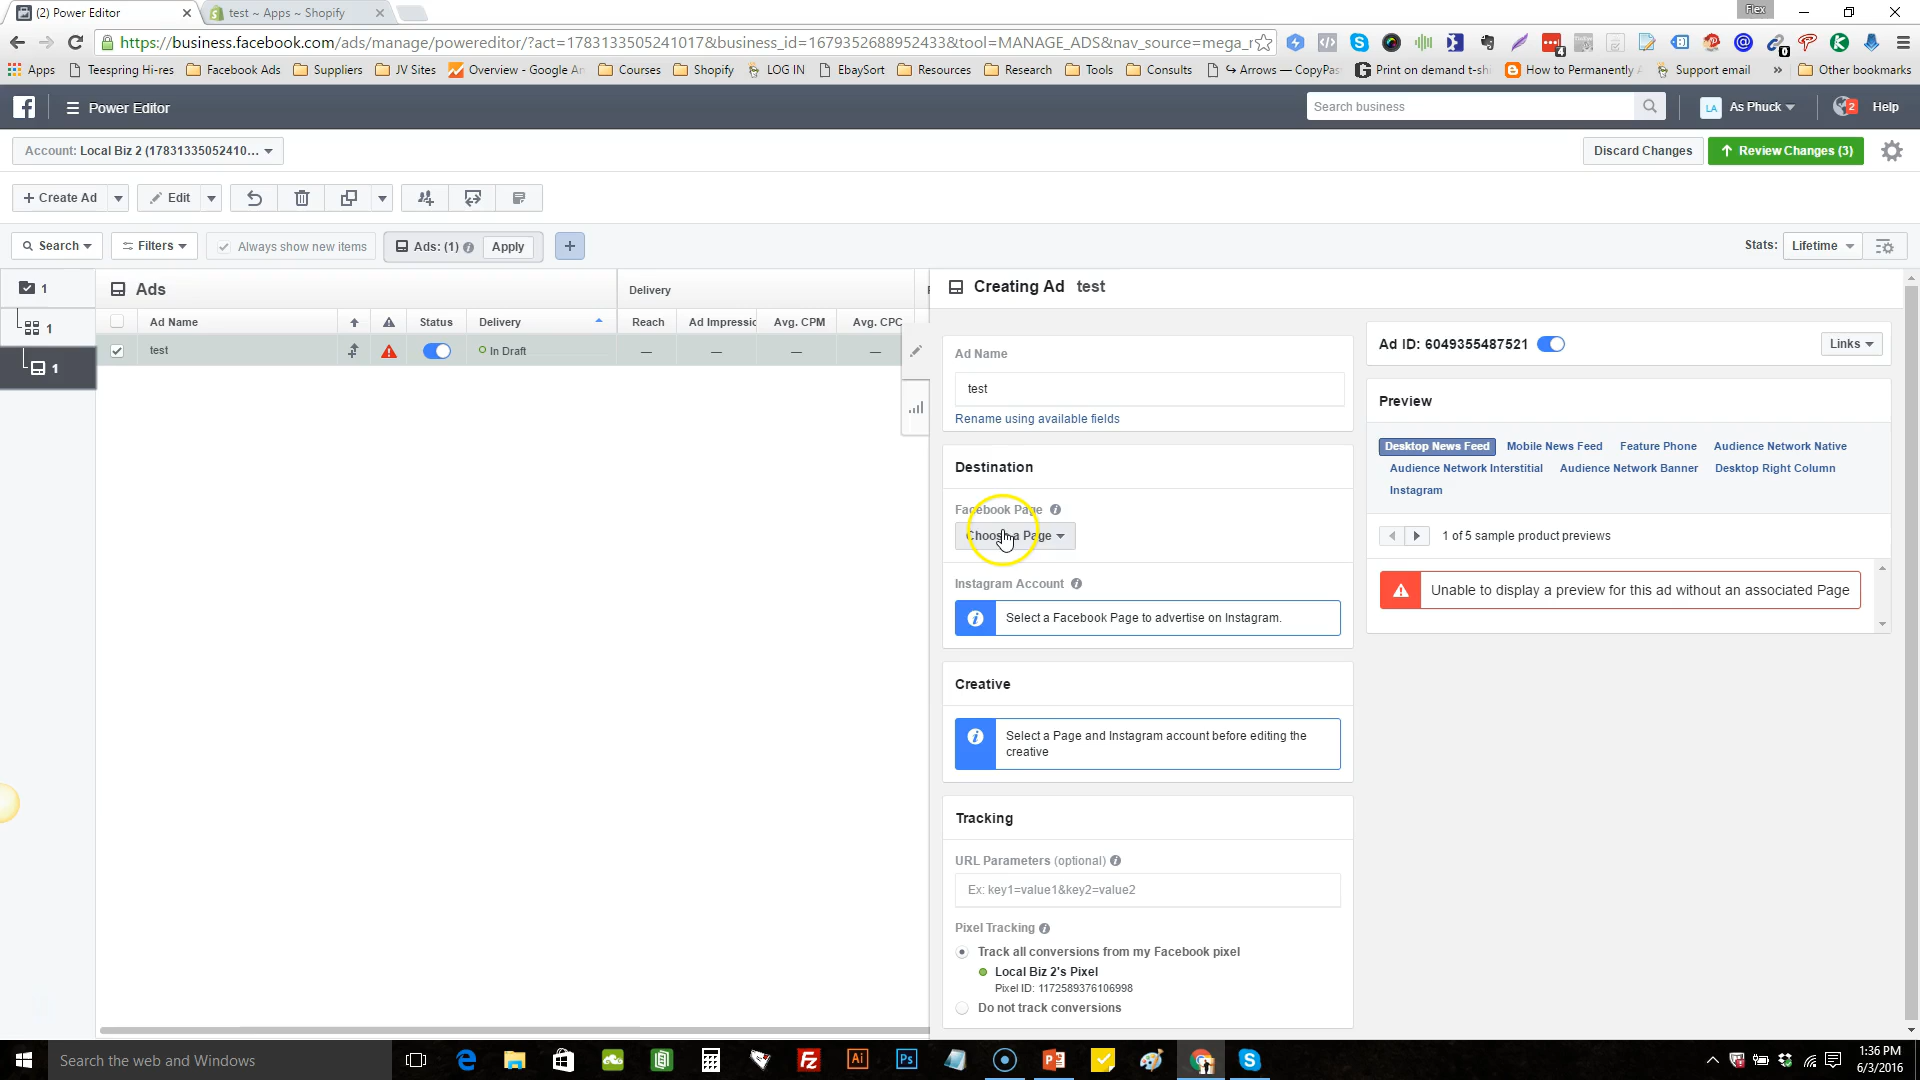 (2) Power Editor
test ~ Apps ~ Shopify
Flex
https://business.facebook.com/ads/manage/powereditor/?act=1783133505241017&business_id=1679352688952433&tool=MANAGE_ADS&nav_source=mega_r
Apps Teespring Hi-res Facebook Ads Suppliers JV Sites Overview - Google An Courses Shopify LOG IN EbaySort Resources Research Tools Consults ↪ Arrows — CopyPas Print on demand t-shi How to Permanently Support email » Other bookmarks
Power Editor
Search business
LA As Phuck
2
Help
Account: Local Biz 2 (17831335052410...
Discard Changes
Review Changes (3)
+ Create Ad
Edit
Search
Filters
Always show new items
Ads: (1)
Apply
+
Stats:
Lifetime
1
1
1
Ads
Delivery
Ad Name
Status
Delivery
Reach
Ad Impressic
Avg. CPM
Avg. CPC
test
In Draft
— — — —
Creating Ad test
Ad Name
test
Rename using available fields
Destination
Facebook Page
Choose a Page
Instagram Account
Select a Facebook Page to advertise on Instagram.
Creative
Select a Page and Instagram account before editing the
creative
Tracking
URL Parameters (optional)
Ex: key1=value1&key2=value2
Pixel Tracking
Track all conversions from my Facebook pixel
Local Biz 2's Pixel
Pixel ID: 1172589376106998
Do not track conversions
Ad ID: 6049355487521
Links
Preview
Desktop News Feed Mobile News Feed Feature Phone Audience Network Native
Audience Network Interstitial Audience Network Banner Desktop Right Column
Instagram
1 of 5 sample product previews
Unable to display a preview for this ad without an associated Page
Search the web and Windows
1:36 PM
6/3/2016